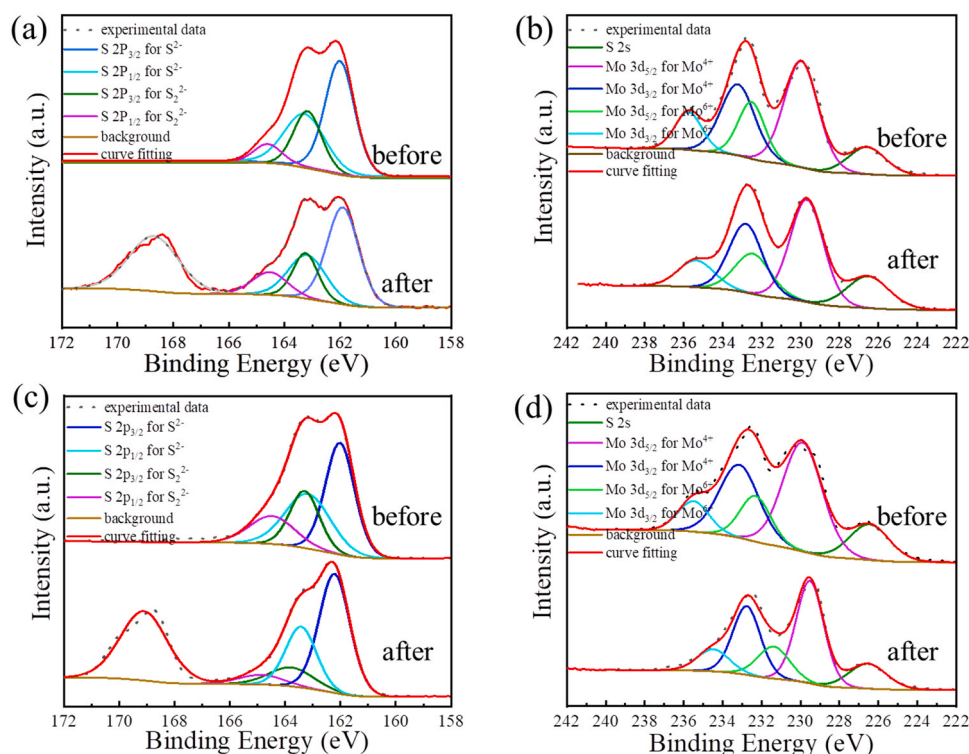 (a)
experimental data
S 2P₃/₂ for S²⁻
S 2P₁/₂ for S²⁻
S 2P₃/₂ for S₂²⁻
S 2P₁/₂ for S₂²⁻
background
curve fitting
before
after
Intensity (a.u.)
172 170 168 166 164 162 160 158
Binding Energy (eV)
(b)
experimental data
S 2s
Mo 3d₅/₂ for Mo⁴⁺
Mo 3d₃/₂ for Mo⁴⁺
Mo 3d₅/₂ for Mo⁶⁺
Mo 3d₃/₂ for Mo⁶⁺
background
curve fitting
before
after
Intensity (a.u.)
242 240 238 236 234 232 230 228 226 224 222
Binding Energy (eV)
(c)
experimental data
S 2p₃/₂ for S²⁻
S 2p₁/₂ for S²⁻
S 2p₃/₂ for S₂²⁻
S 2p₁/₂ for S₂²⁻
background
curve fitting
before
after
Intensity (a.u.)
172 170 168 166 164 162 160 158
Binding Energy (eV)
(d)
experimental data
S 2s
Mo 3d₅/₂ for Mo⁴⁺
Mo 3d₃/₂ for Mo⁴⁺
Mo 3d₅/₂ for Mo⁶⁺
Mo 3d₃/₂ for Mo⁶
background
curve fitting
before
after
Intensity (a.u.)
242 240 238 236 234 232 230 228 226 224 222
Binding Energy (eV)